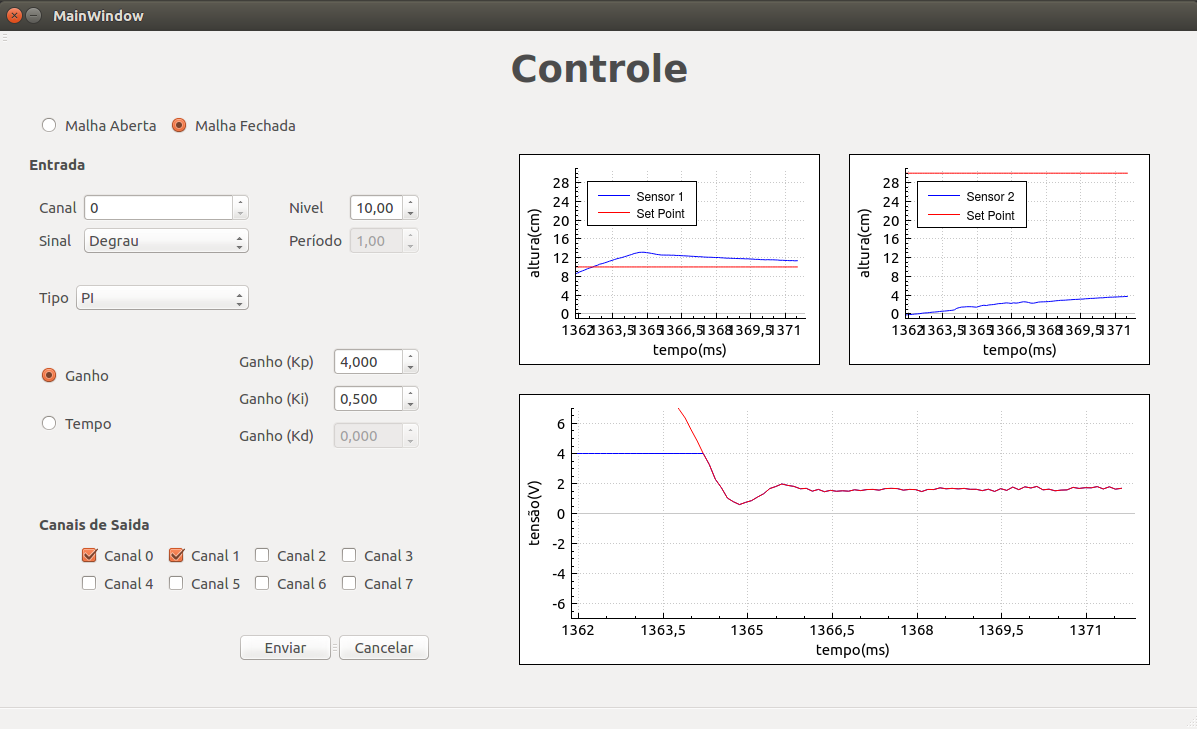 MainWindow
Controle
Malha Aberta Malha Fechada
Entrada
Canal 0 Nivel 10,00
Sinal Degrau Período 1,00
Tipo PI
Ganho (Kp) 4,000
Ganho
Ganho (Ki) 0,500
Tempo
Ganho (Kd) 0,000
Canais de Saida
Canal 0 Canal 1 Canal 2 Canal 3
Canal 4 Canal 5 Canal 6 Canal 7
Enviar Cancelar
altura(cm)
28
24
20
16
12
8
4
0
Sensor 1
Set Point
1362 1363,5 1365 1366,5 1368 1369,5 1371
tempo(ms)
altura(cm)
28
24
20
16
12
8
4
0
Sensor 2
Set Point
1362 1363,5 1365 1366,5 1368 1369,5 1371
tempo(ms)
tensão(V)
6
4
2
0
-2
-4
-6
1362 1363,5 1365 1366,5 1368 1369,5 1371
tempo(ms)